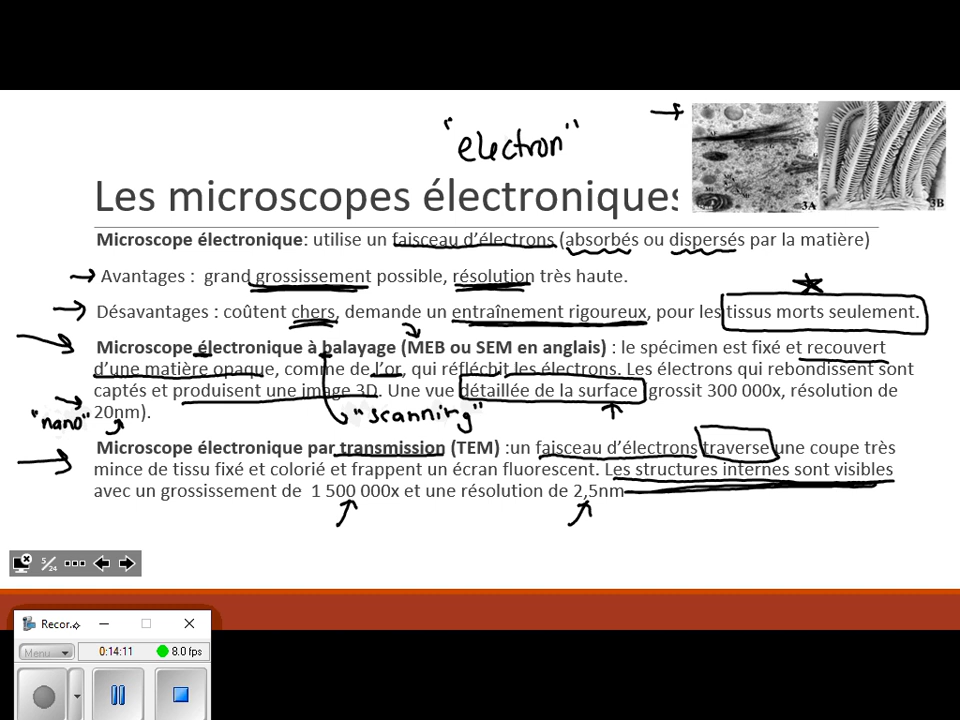 "electron"
Les microscopes électroniques
3A
3B
Microscope électronique: utilise un faisceau d'électrons (absorbés ou dispersés par la matière)
Avantages : grand grossissement possible, résolution très haute.
Désavantages : coûtent chers, demande un entraînement rigoureux, pour les tissus morts seulement.
Microscope électronique à balayage (MEB ou SEM en anglais) : le spécimen est fixé et recouvert
d'une matière opaque, comme de l'or, qui réfléchit les électrons. Les électrons qui rebondissent sont
captés et produisent une image 3D. Une vue détaillée de la surface grossit 300 000x, résolution de
20nm).
"nano"
"scanning"
Microscope électronique par transmission (TEM) :un faisceau d'électrons traverse une coupe très
mince de tissu fixé et colorié et frappent un écran fluorescent. Les structures internes sont visibles
avec un grossissement de 1 500 000x et une résolution de 2,5nm
5/24
Recor...
Menu
0:14:11
8.0 fps